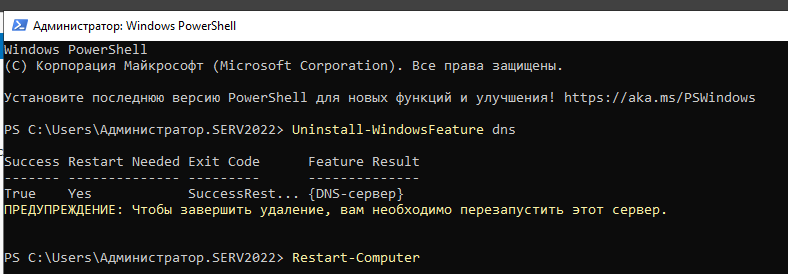 Администратор: Windows PowerShell
Windows PowerShell
(C) Корпорация Майкрософт (Microsoft Corporation). Все права защищены.
Установите последнюю версию PowerShell для новых функций и улучшения! https://aka.ms/PSWindows
PS C:\Users\Администратор.SERV2022> Uninstall-WindowsFeature dns
Success Restart Needed Exit Code      Feature Result
------- -------------- ---------      --------------
True    Yes            SuccessRest... {DNS-сервер}
ПРЕДУПРЕЖДЕНИЕ: Чтобы завершить удаление, вам необходимо перезапустить этот сервер.
PS C:\Users\Администратор.SERV2022> Restart-Computer